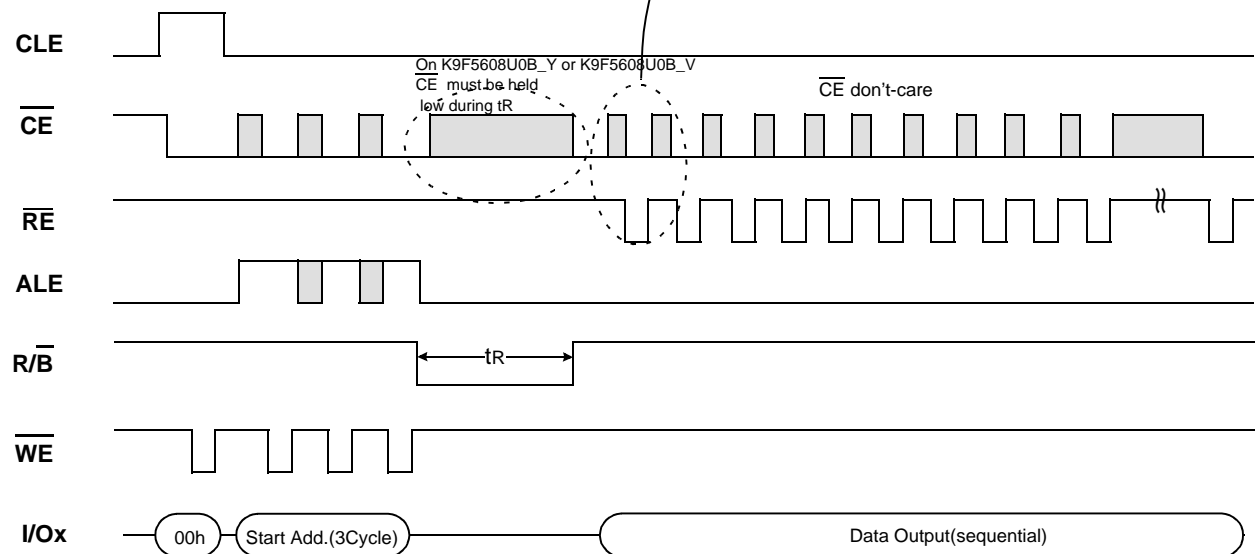 CLE
On K9F5608U0B_Y or K9F5608U0B_V
CE must be held
low during tR
CE don't-care
CE
RE
ALE
R/B
tR
WE
I/Ox
00h
Start Add.(3Cycle)
Data Output(sequential)